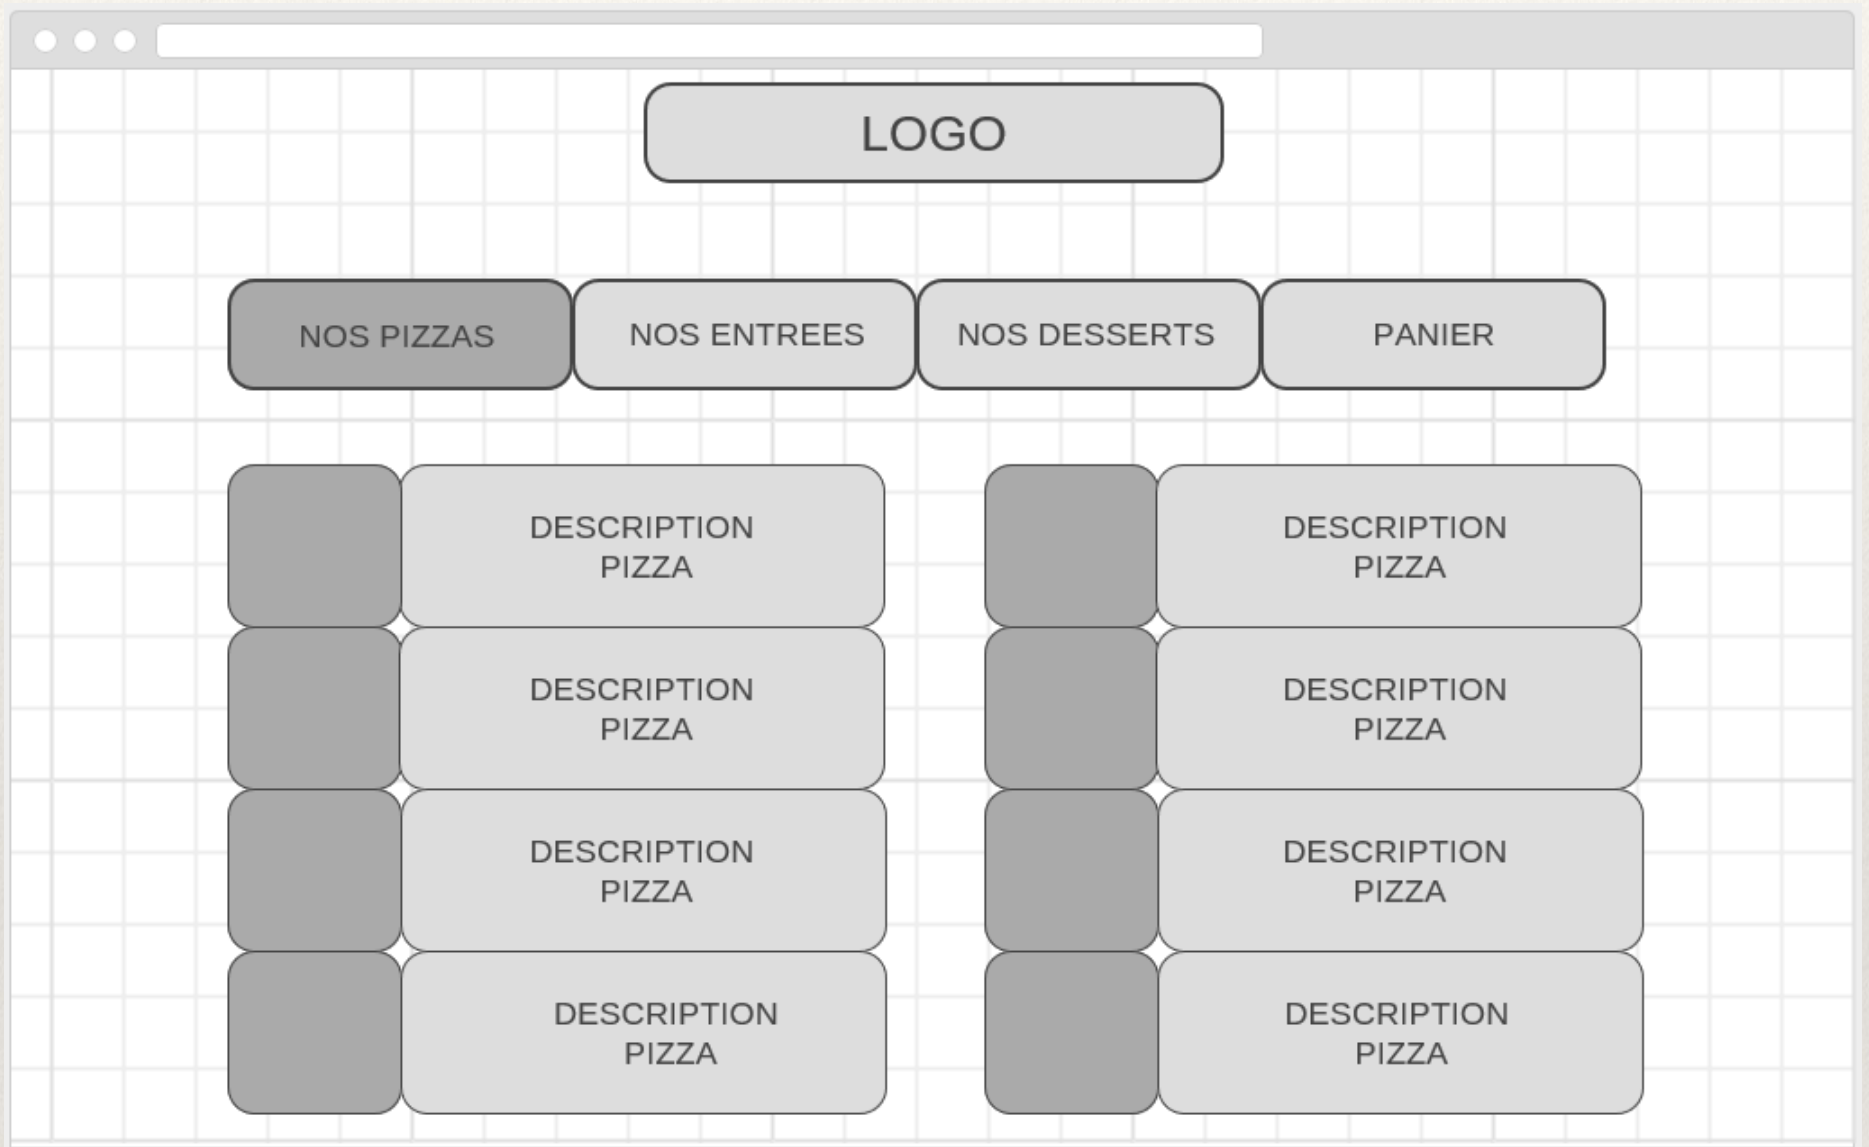 LOGO
NOS PIZZAS
NOS ENTREES
NOS DESSERTS
PANIER
DESCRIPTION
PIZZA
DESCRIPTION
PIZZA
DESCRIPTION
PIZZA
DESCRIPTION
PIZZA
DESCRIPTION
PIZZA
DESCRIPTION
PIZZA
DESCRIPTION
PIZZA
DESCRIPTION
PIZZA